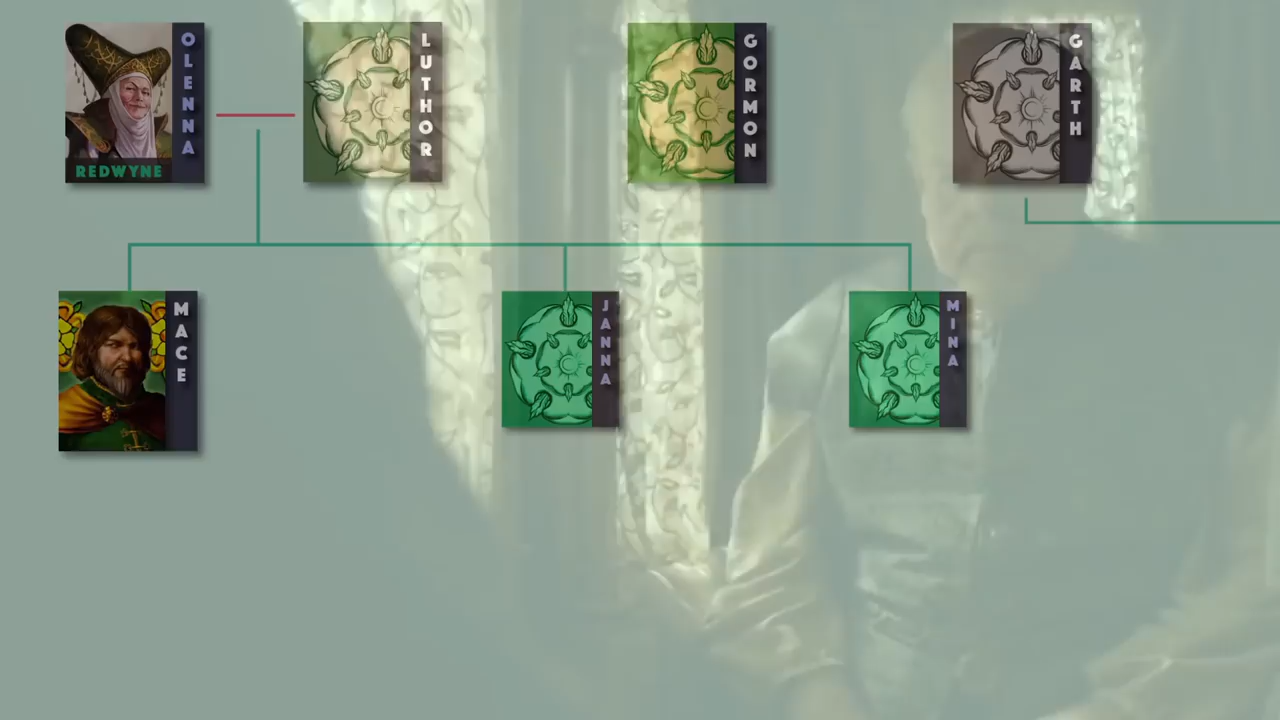 OLENNA
REDWYNE
LUTHOR
GORMON
GARTH
MACE
JANNA
MINA